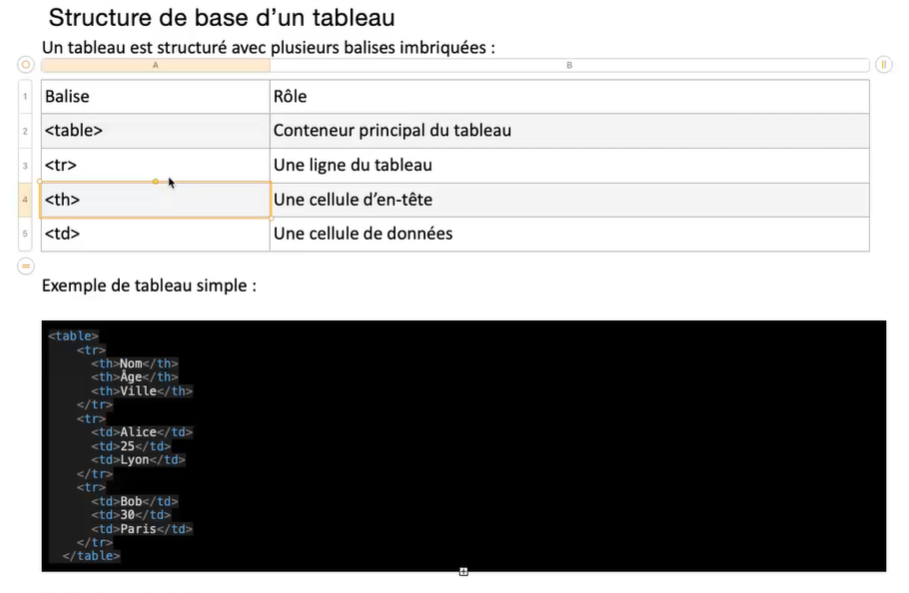 Structure de base d’un tableau
Un tableau est structuré avec plusieurs balises imbriquées :
A B
1 Balise Rôle
2 <table> Conteneur principal du tableau
3 <tr> Une ligne du tableau
4 <th> Une cellule d’en-tête
5 <td> Une cellule de données
Exemple de tableau simple :
<table>
<tr>
<th>Nom</th>
<th>Âge</th>
<th>Ville</th>
</tr>
<tr>
<td>Alice</td>
<td>25</td>
<td>Lyon</td>
</tr>
<tr>
<td>Bob</td>
<td>30</td>
<td>Paris</td>
</tr>
</table>